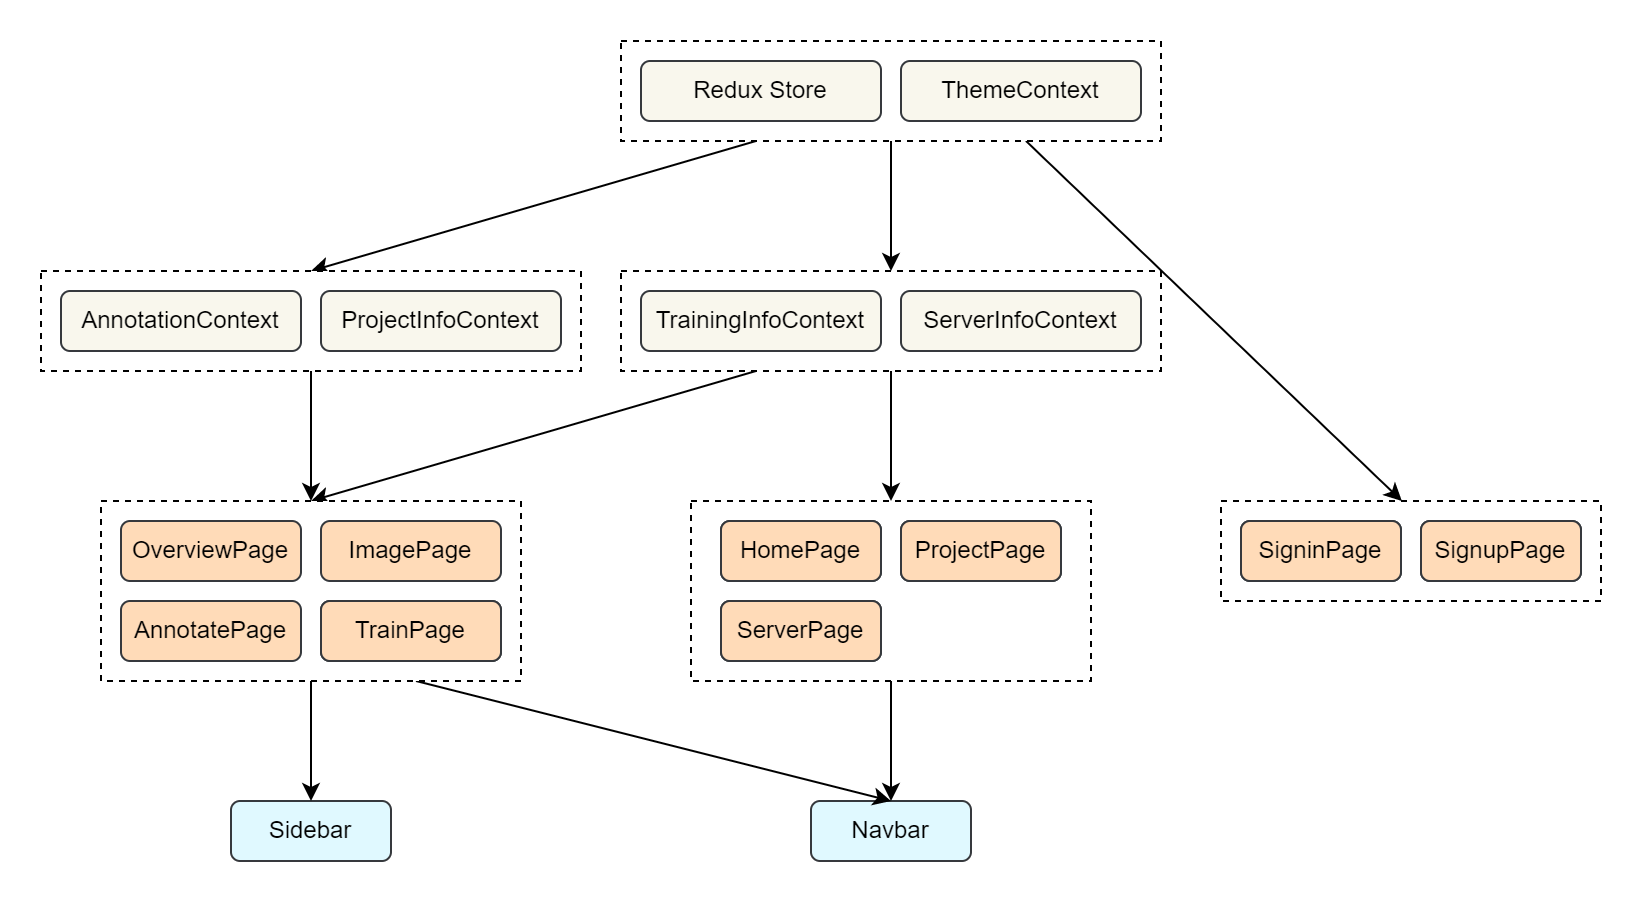 Redux Store
ThemeContext
AnnotationContext
ProjectInfoContext
TrainingInfoContext
ServerInfoContext
OverviewPage
ImagePage
AnnotatePage
TrainPage
HomePage
ProjectPage
ServerPage
SigninPage
SignupPage
Sidebar
Navbar